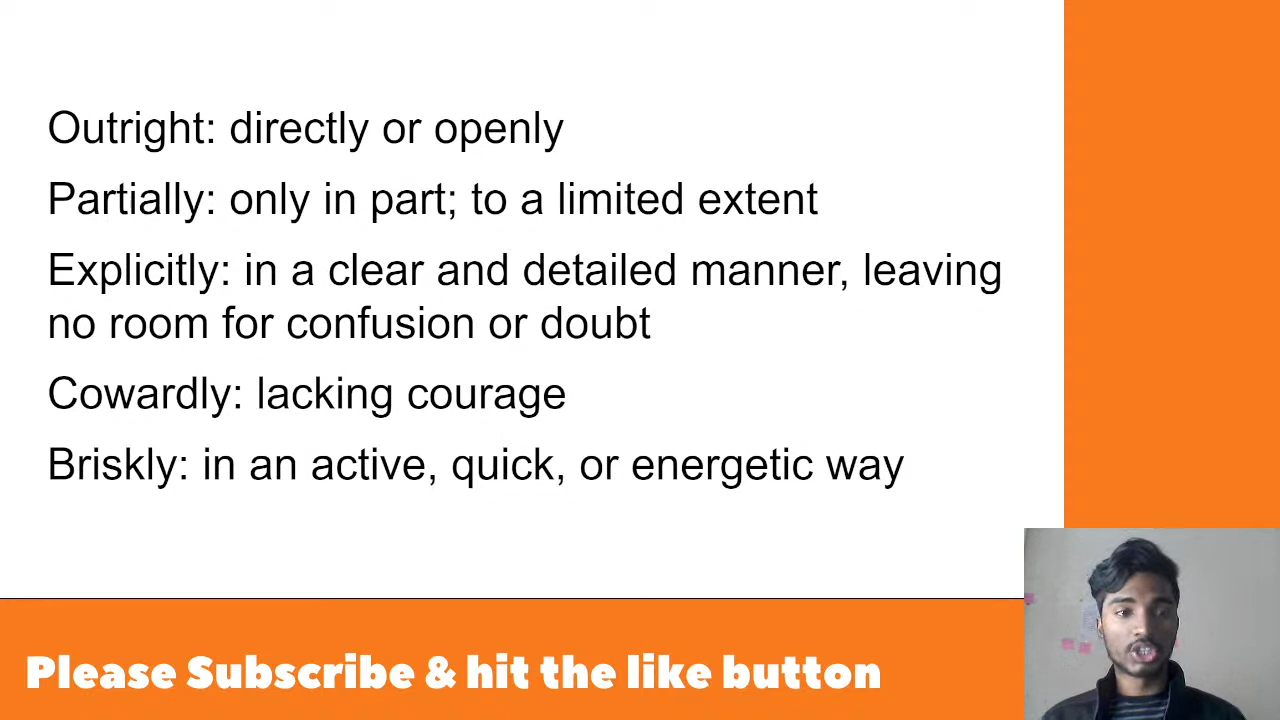 Outright: directly or openly
Partially: only in part; to a limited extent
Explicitly: in a clear and detailed manner, leaving
no room for confusion or doubt
Cowardly: lacking courage
Briskly: in an active, quick, or energetic way
Please Subscribe & hit the like button